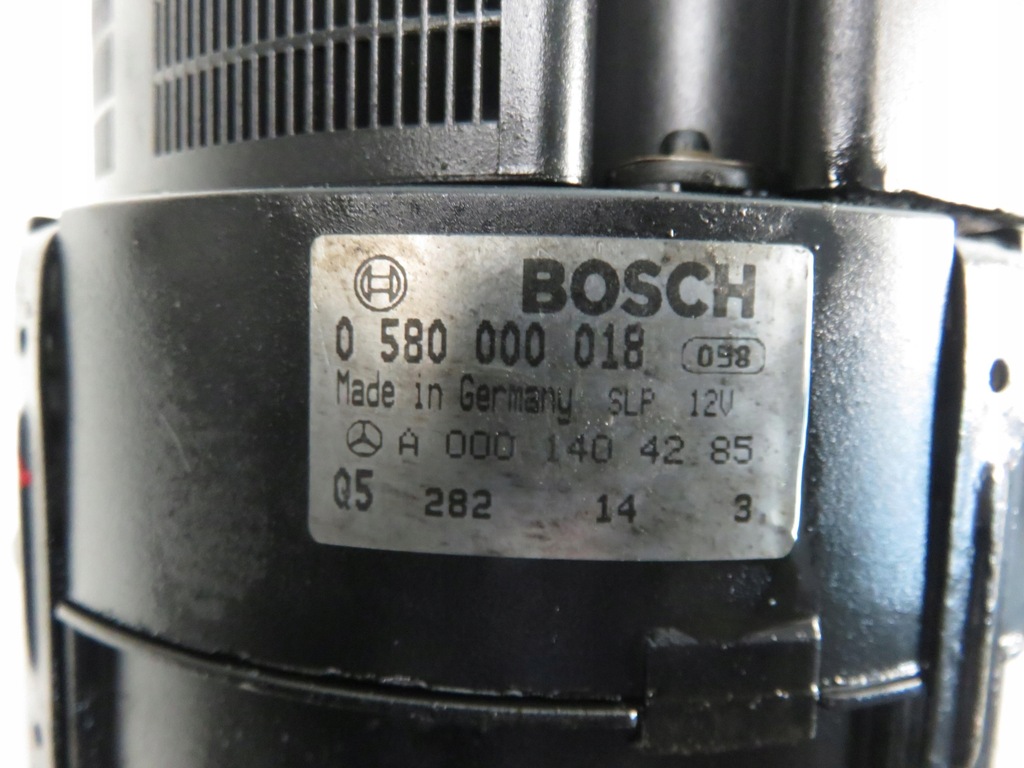 BOSCH
0 580 000 018 098
Made in Germany SLP 12V
A 000 140 42 85
Q5 282 14 3